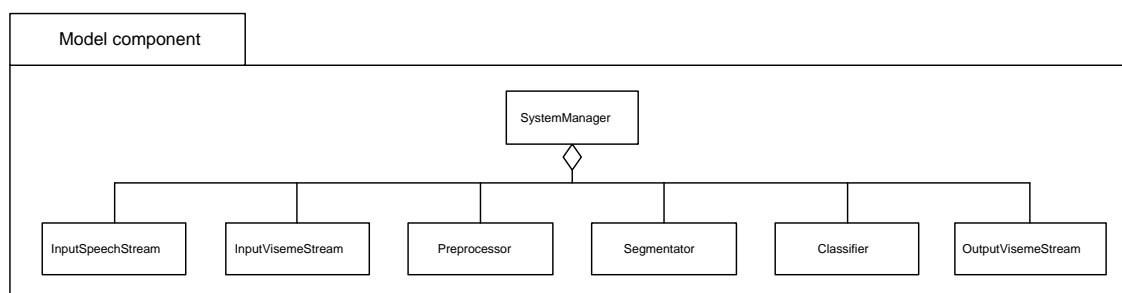 Model component
SystemManager
InputSpeechStream
InputVisemeStream
Preprocessor
Segmentator
Classifier
OutputVisemeStream